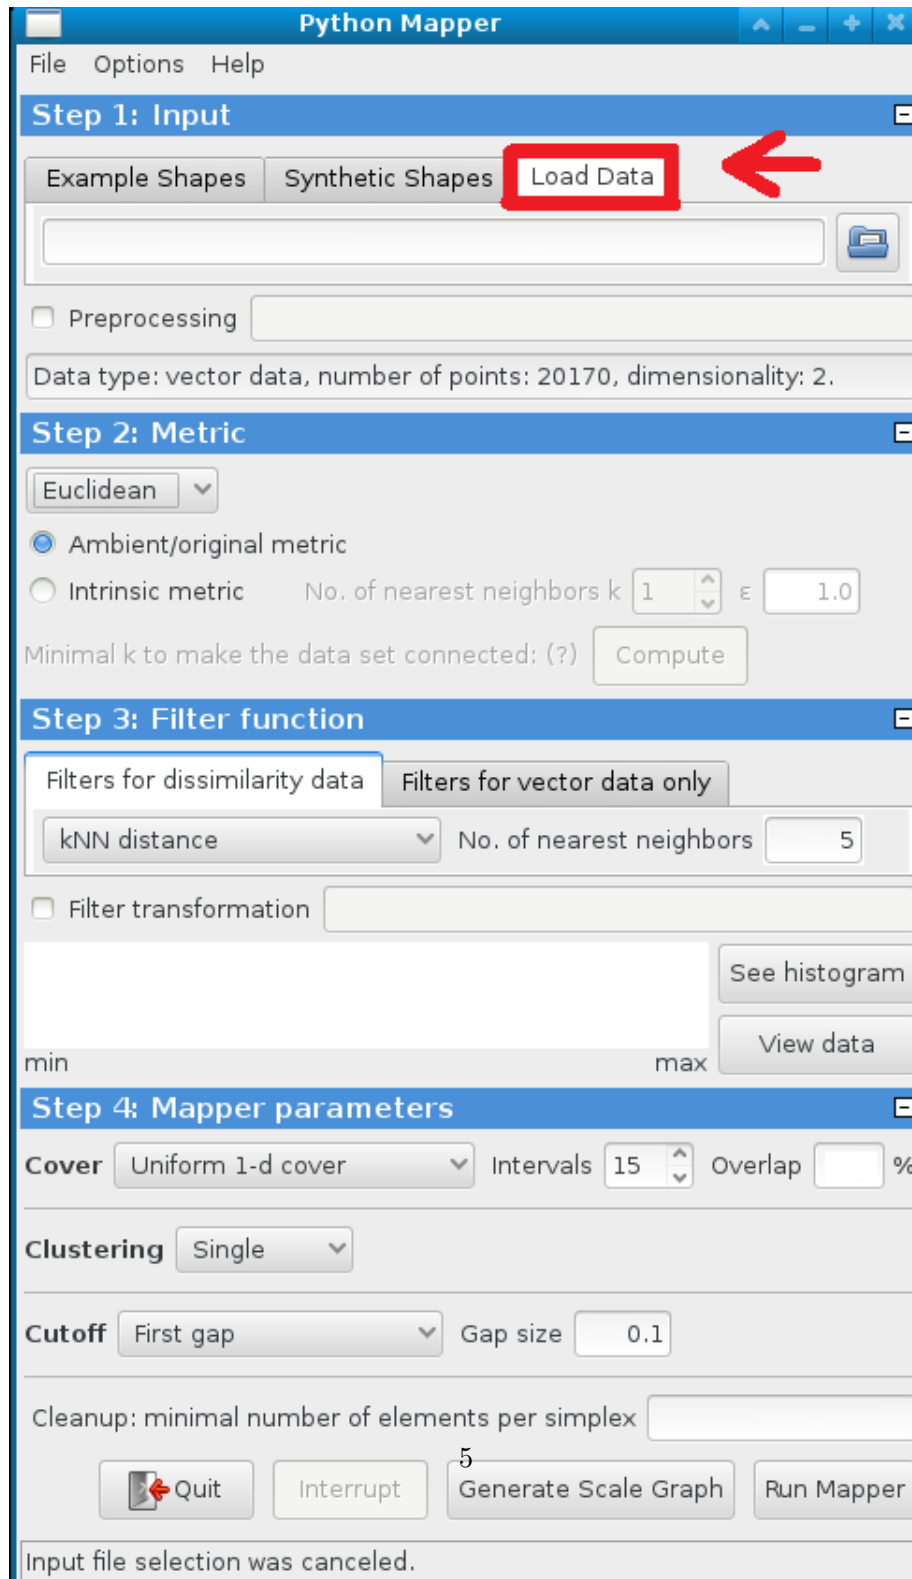 Python Mapper
File Options Help
Step 1: Input
Example Shapes Synthetic Shapes Load Data
Preprocessing
Data type: vector data, number of points: 20170, dimensionality: 2.
Step 2: Metric
Euclidean
Ambient/original metric
Intrinsic metric No. of nearest neighbors k 1 ε 1.0
Minimal k to make the data set connected: (?) Compute
Step 3: Filter function
Filters for dissimilarity data Filters for vector data only
kNN distance No. of nearest neighbors 5
Filter transformation
See histogram
View data
min max
Step 4: Mapper parameters
Cover Uniform 1-d cover Intervals 15 Overlap %
Clustering Single
Cutoff First gap Gap size 0.1
Cleanup: minimal number of elements per simplex
5
Quit Interrupt Generate Scale Graph Run Mapper
Input file selection was canceled.